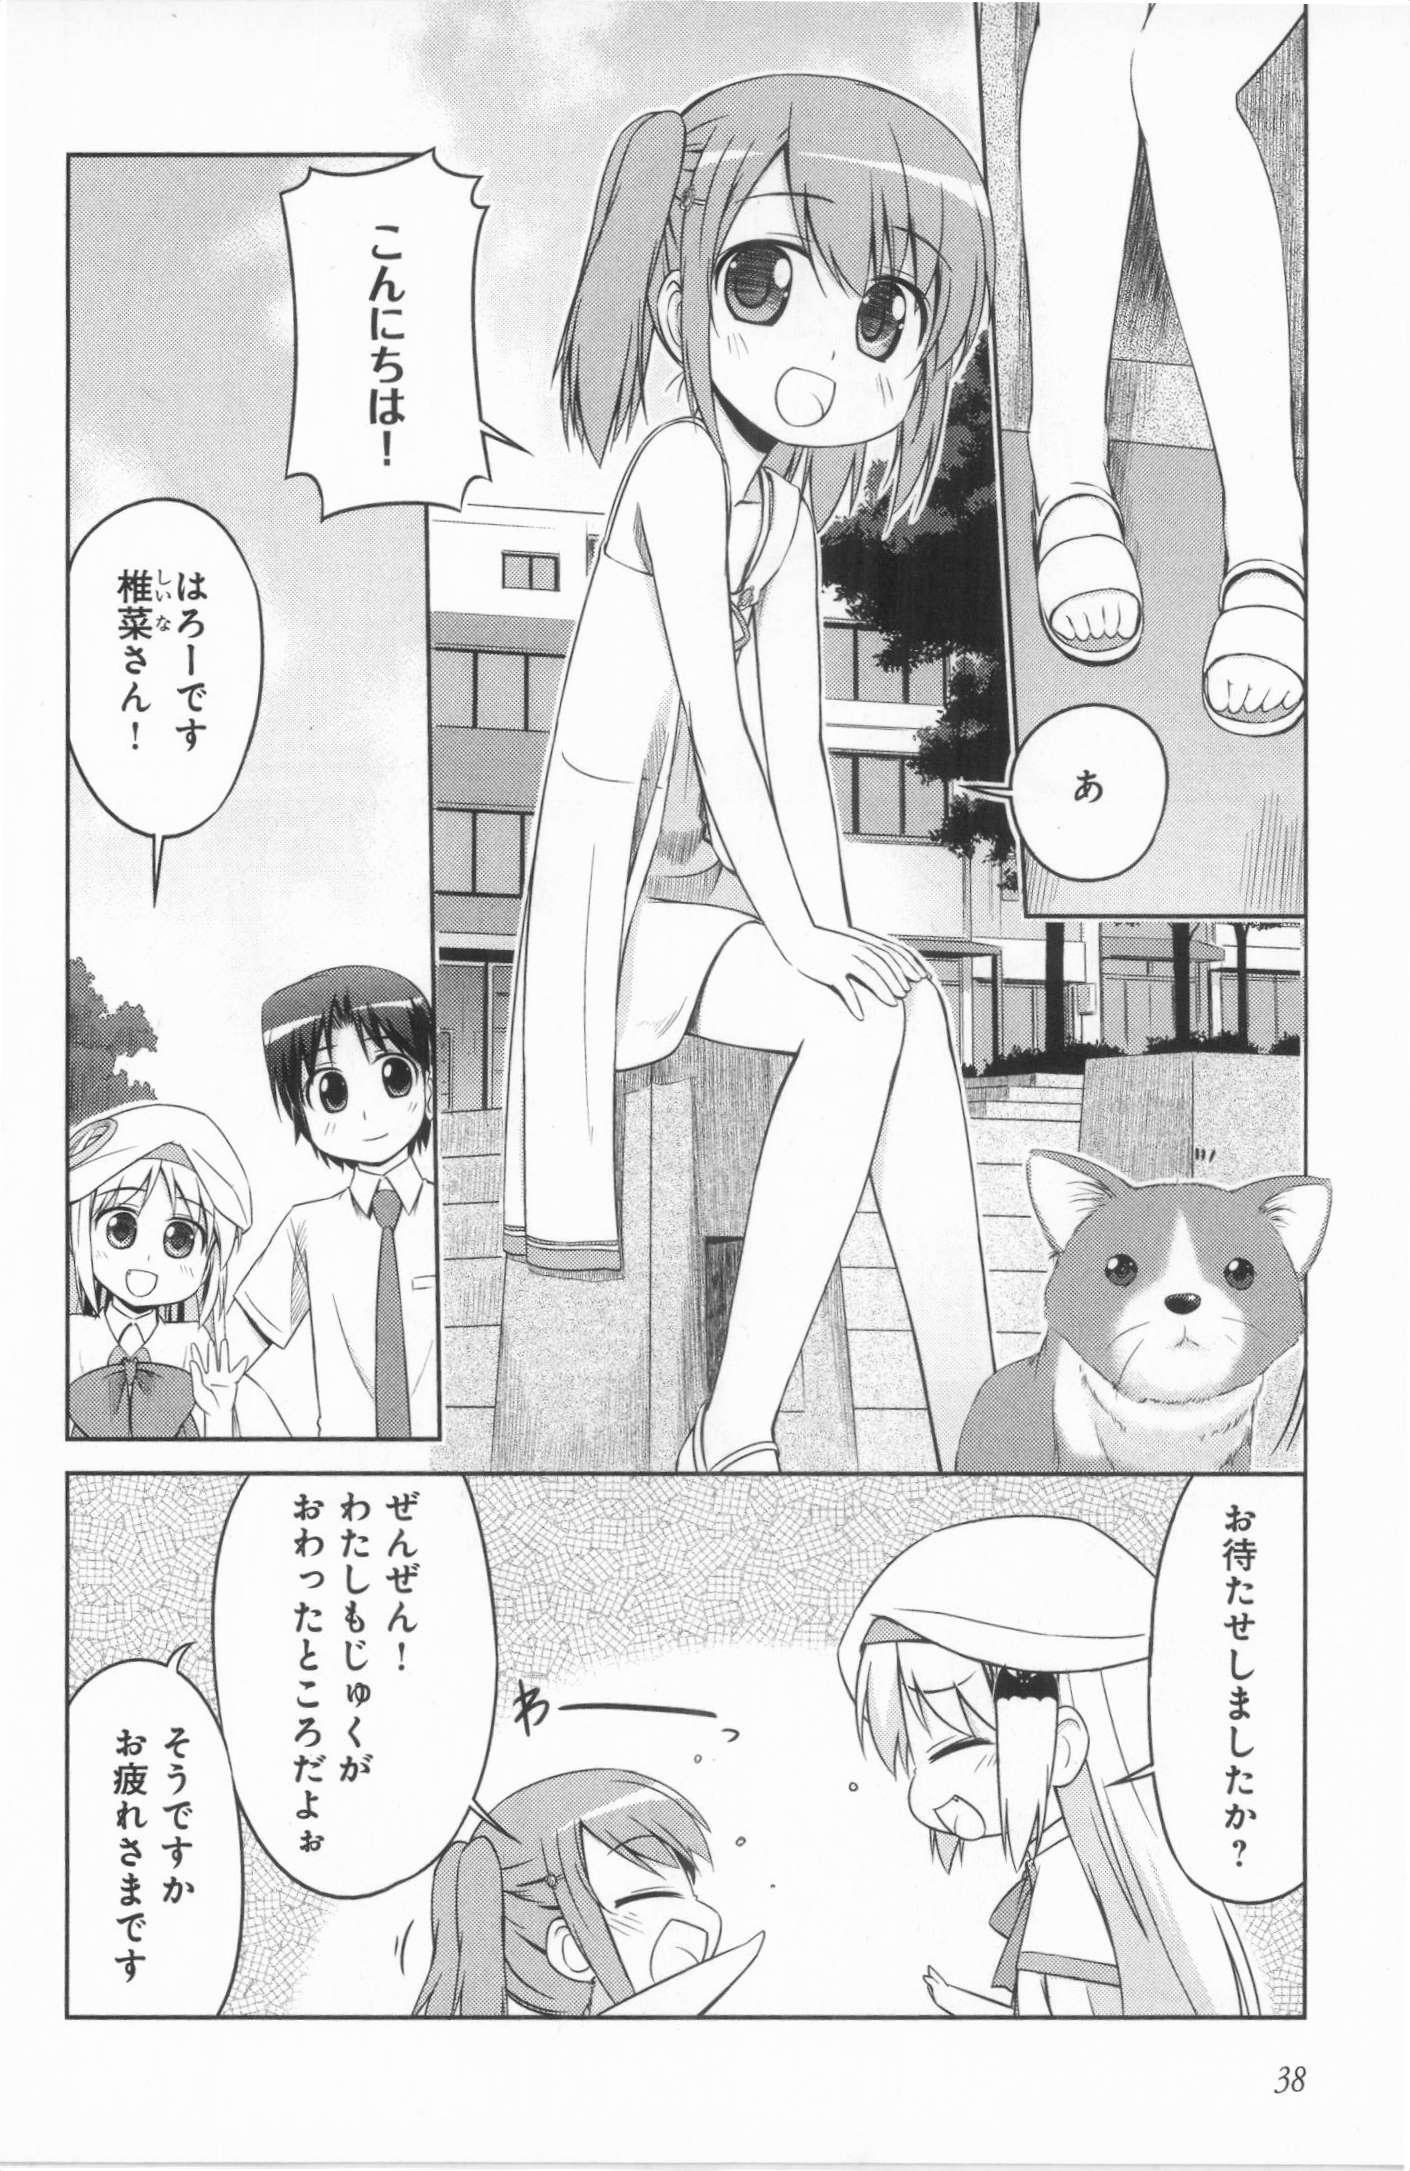 あ
こんにちは！
はろーです
椎菜さん！
しいな
お待たせしましたか？
わーーっ
ぜんぜん！
わたしもじゅくが
おわったところだよぉ
そうですか
お疲れさまです
38